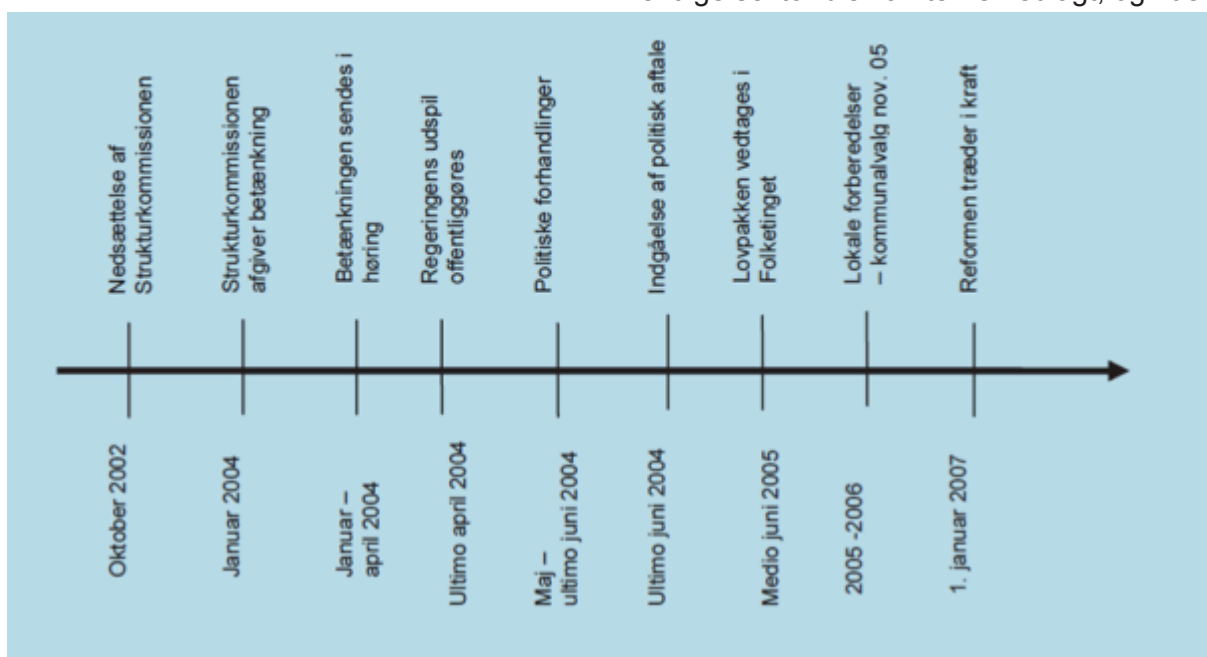 Oktober 2002
Nedsættelse af
Strukturkommissionen
Januar 2004
Strukturkommissionen
afgiver betænkning
Januar –
april 2004
Betænkningen sendes i
høring
Ultimo april 2004
Regeringens udspil
offentliggøres
Maj –
ultimo juni 2004
Politiske forhandlinger
Ultimo juni 2004
Indgåelse af politisk aftale
Medio juni 2005
Lovpakken vedtages i
Folketinget
2005 -2006
Lokale forberedelser
– kommunalvalg nov. 05
1. januar 2007
Reformen træder i kraft